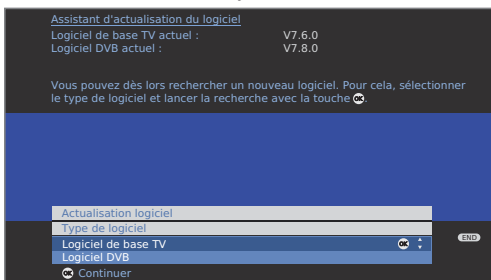 Assistant d'actualisation du logiciel
Logiciel de base TV actuel : V7.6.0
Logiciel DVB actuel : V7.8.0
Vous pouvez dès lors rechercher un nouveau logiciel. Pour cela, sélectionner
le type de logiciel et lancer la recherche avec la touche OK.
Actualisation logiciel
Type de logiciel
Logiciel de base TV OK
END
Logiciel DVB
OK Continuer